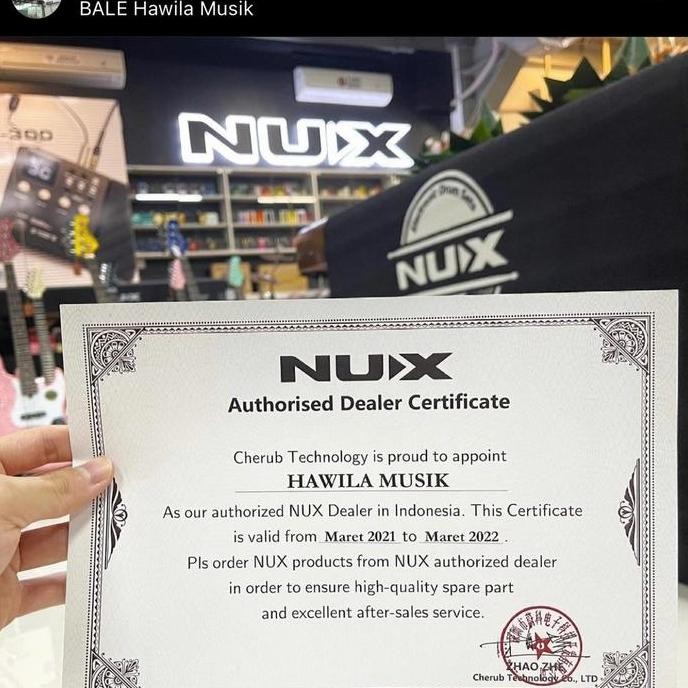 BALE Hawila Musik
NUX
NUX
NUX
Authorised Dealer Certificate
Cherub Technology is proud to appoint
HAWILA MUSIK
As our authorized NUX Dealer in Indonesia. This Certificate
is valid from Maret 2021 to Maret 2022 .
Pls order NUX products from NUX authorized dealer
in order to ensure high-quality spare part
and excellent after-sales service.
ZHAO ZHE
Cherub Technology Co., LTD